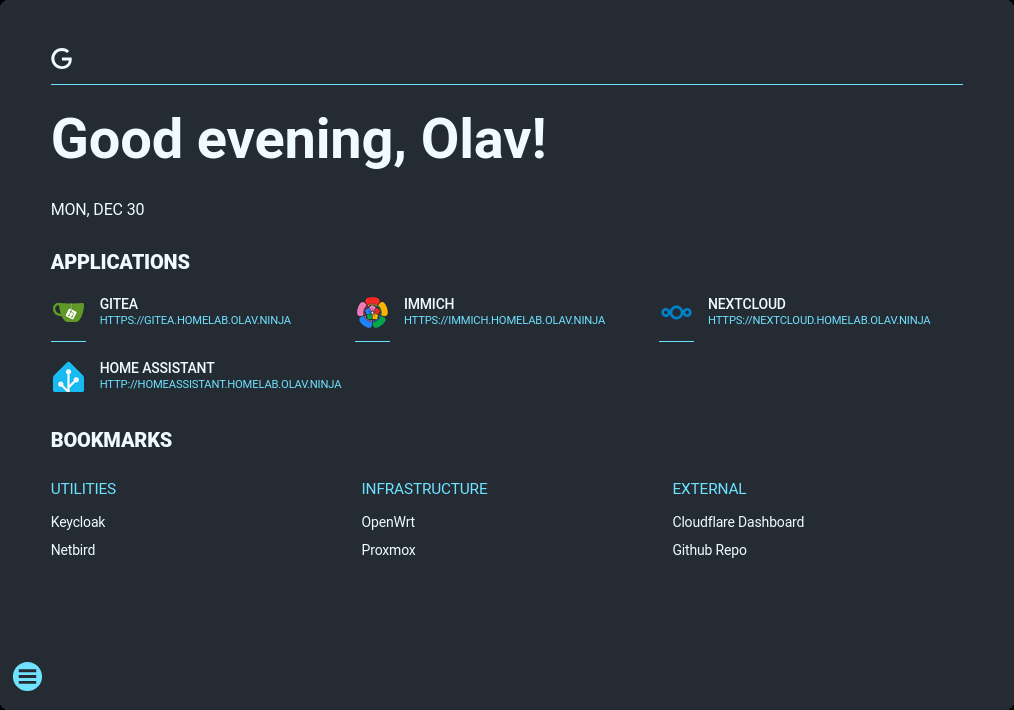 G
Good evening, Olav!
MON, DEC 30
APPLICATIONS
GITEA
HTTPS://GITEA.HOMELAB.OLAV.NINJA
IMMICH
HTTPS://IMMICH.HOMELAB.OLAV.NINJA
NEXTCLOUD
HTTPS://NEXTCLOUD.HOMELAB.OLAV.NINJA
HOME ASSISTANT
HTTP://HOMEASSISTANT.HOMELAB.OLAV.NINJA
BOOKMARKS
UTILITIES
Keycloak
Netbird
INFRASTRUCTURE
OpenWrt
Proxmox
EXTERNAL
Cloudflare Dashboard
Github Repo